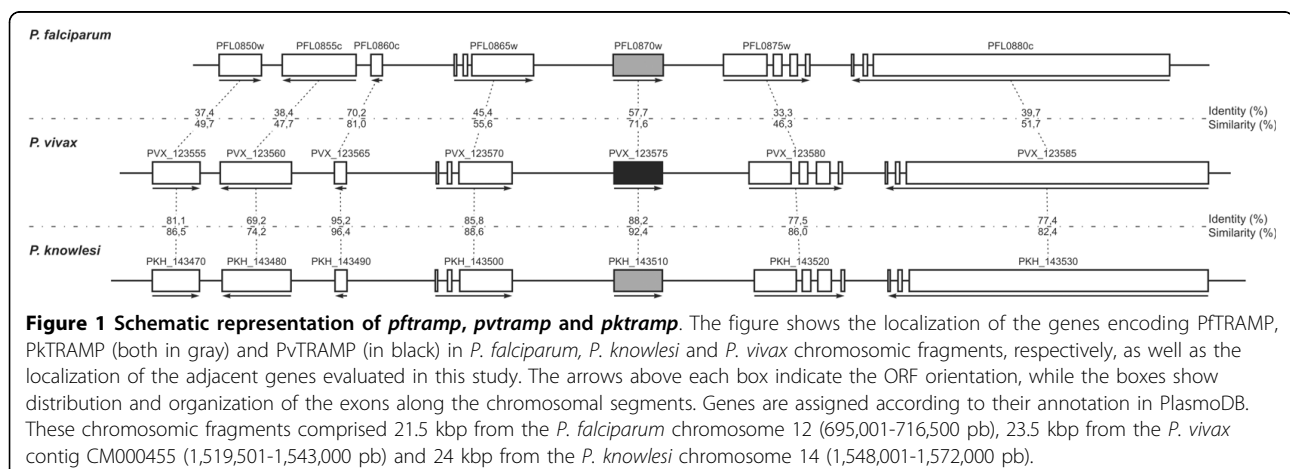 P. falciparum
PFL0850w PFL0855c PFL0860c PFL0865w PFL0870w PFL0875w PFL0880c
37,4 38,4 70,2 45,4 57,7 33,3 39,7 Identity (%)
49,7 47,7 81,0 55,6 71,6 46,3 51,7 Similarity (%)
P. vivax
PVX_123555 PVX_123560 PVX_123565 PVX_123570 PVX_123575 PVX_123580 PVX_123585
81,1 69,2 95,2 85,8 88,2 77,5 77,4 Identity (%)
86,5 74,2 96,4 88,6 92,4 86,0 82,4 Similarity (%)
P. knowlesi
PKH_143470 PKH_143480 PKH_143490 PKH_143500 PKH_143510 PKH_143520 PKH_143530
Figure 1 Schematic representation of pftramp, pvtramp and pktramp. The figure shows the localization of the genes encoding PfTRAMP,
PkTRAMP (both in gray) and PvTRAMP (in black) in P. falciparum, P. knowlesi and P. vivax chromosomic fragments, respectively, as well as the
localization of the adjacent genes evaluated in this study. The arrows above each box indicate the ORF orientation, while the boxes show
distribution and organization of the exons along the chromosomal segments. Genes are assigned according to their annotation in PlasmoDB.
These chromosomic fragments comprised 21.5 kbp from the P. falciparum chromosome 12 (695,001-716,500 pb), 23.5 kbp from the P. vivax
contig CM000455 (1,519,501-1,543,000 pb) and 24 kbp from the P. knowlesi chromosome 14 (1,548,001-1,572,000 pb).